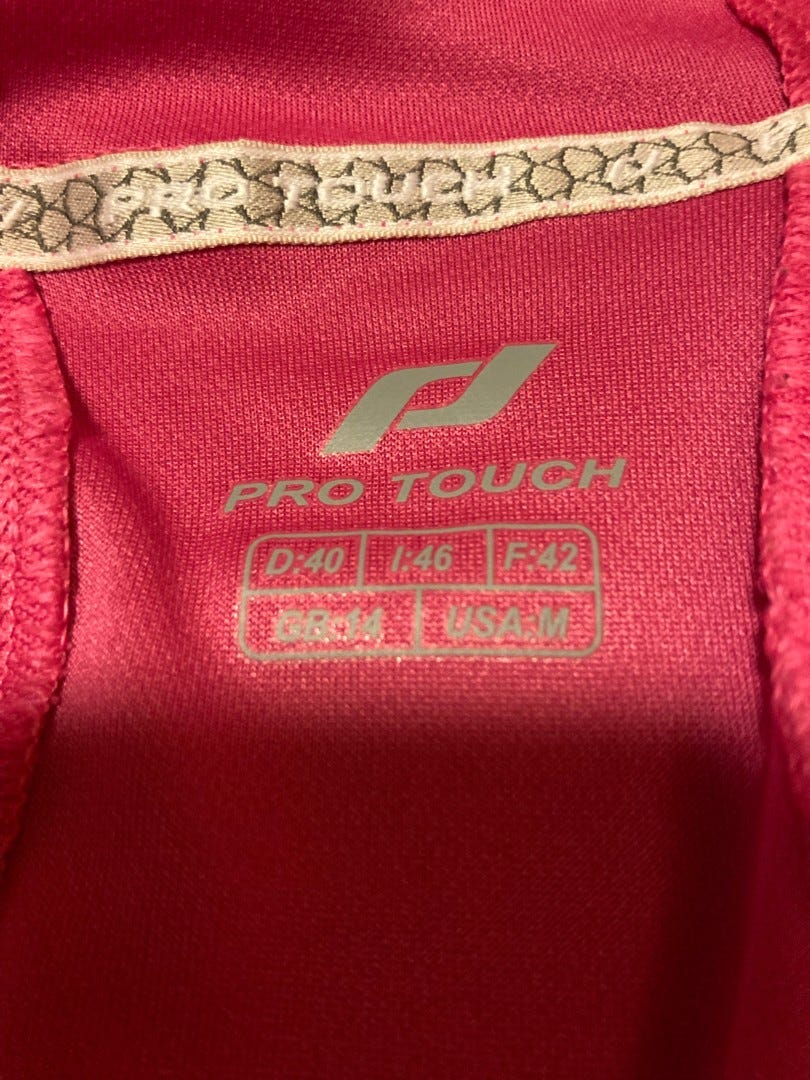 PRO TOUCH
PRO TOUCH
D:40 I:46 F:42
GB:14 USA:M